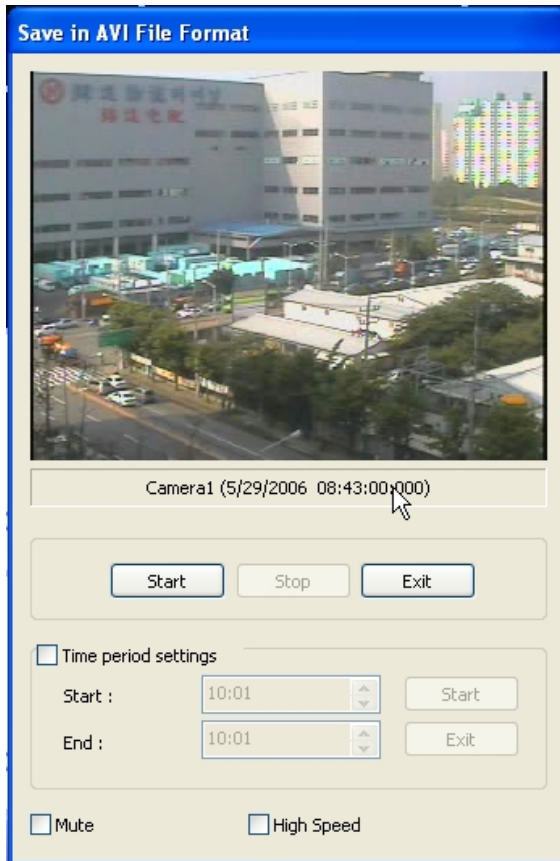 Save in AVI File Format
Camera1 (5/29/2006 08:43:00:000)
Start
Stop
Exit
Time period settings
Start :
10:01
Start
End :
10:01
Exit
Mute
High Speed